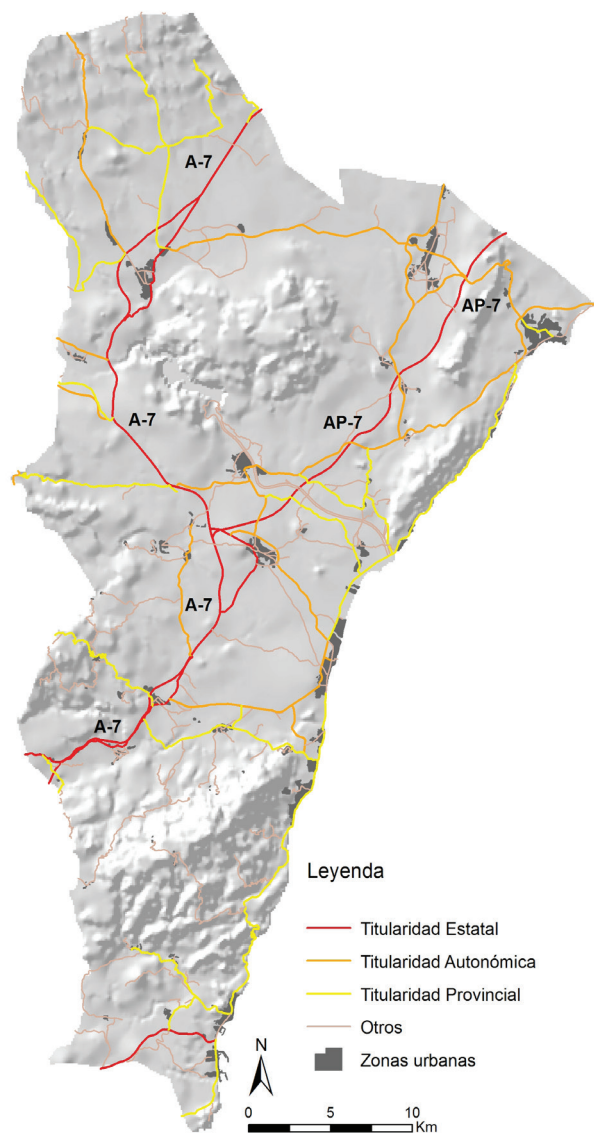 A-7
AP-7
A-7
AP-7
A-7
A-7
Leyenda
Titularidad Estatal
Titularidad Autonómica
Titularidad Provincial
Otros
Zonas urbanas
N
0 5 10
Km